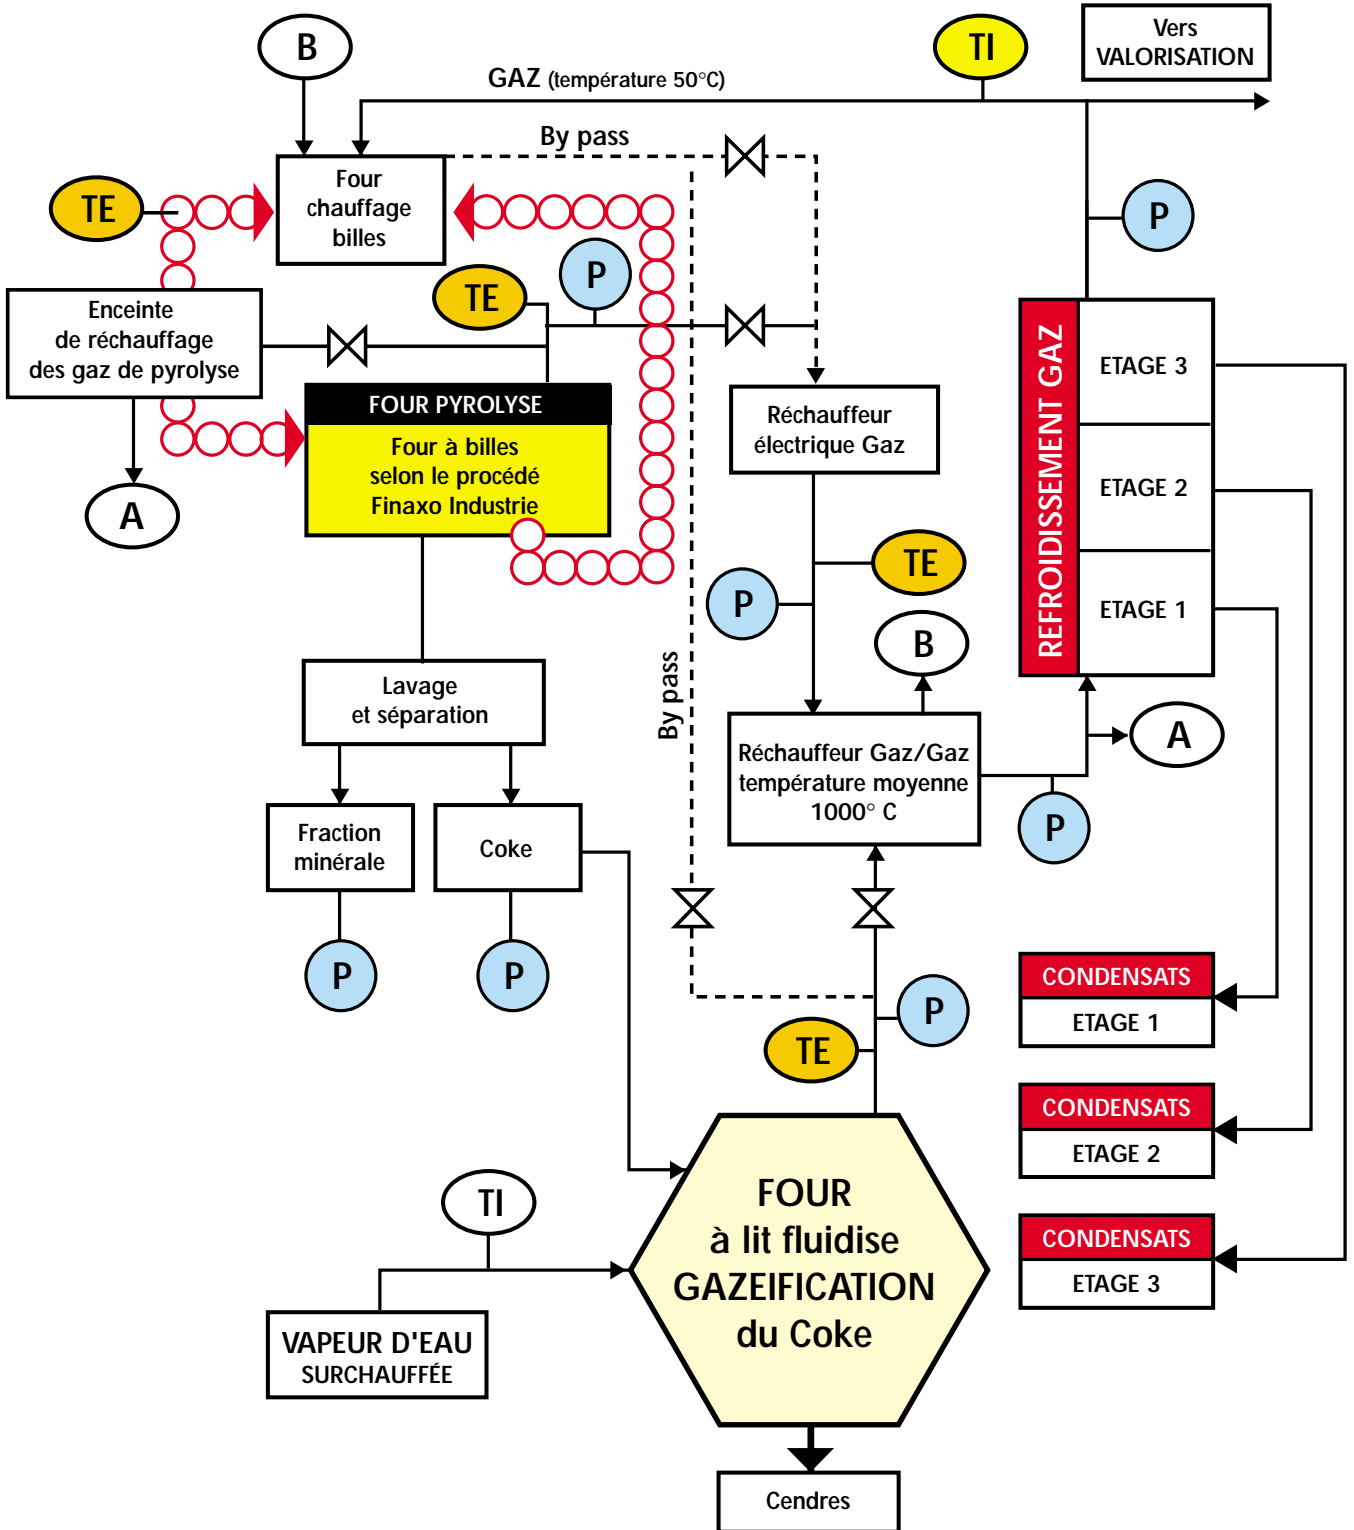 B
TI
Vers
VALORISATION
GAZ (température 50°C)
By pass
Four
chauffage
billes
TE
P
P
TE
Enceinte
de réchauffage
des gaz de pyrolyse
FOUR PYROLYSE
Four à billes
selon le procédé
Finaxo Industrie
A
Réchauffeur
électrique Gaz
REFROIDISSEMENT GAZ
ETAGE 3
ETAGE 2
ETAGE 1
TE
P
B
By pass
Lavage
et séparation
Réchauffeur Gaz/Gaz
température moyenne
1000° C
A
P
Fraction
minérale
Coke
P
P
P
TE
CONDENSATS
ETAGE 1
CONDENSATS
ETAGE 2
CONDENSATS
ETAGE 3
TI
FOUR
à lit fluidise
GAZEIFICATION
du Coke
VAPEUR D'EAU
SURCHAUFFÉE
Cendres